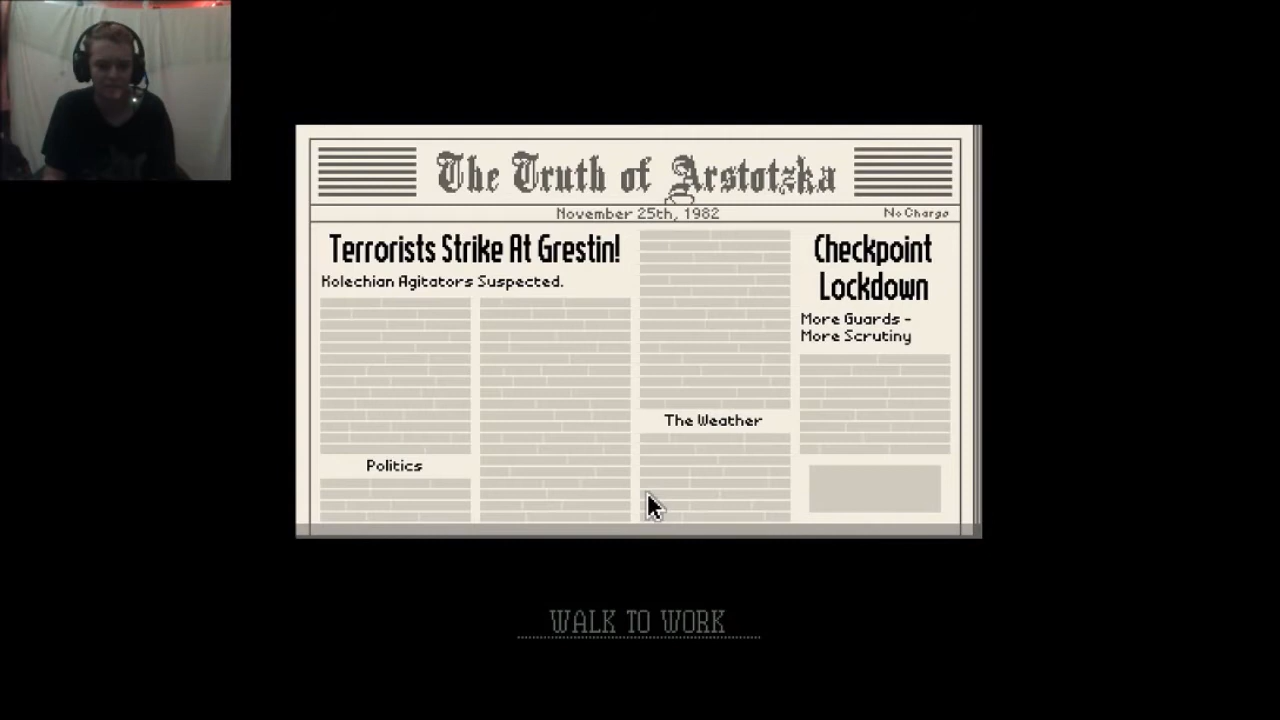 The Truth of Arstotzka
November 25th, 1982
No Charge
Terrorists Strike At Grestin!
Kolechian Agitators Suspected.
Politics
The Weather
Checkpoint
Lockdown
More Guards -
More Scrutiny
WALK TO WORK